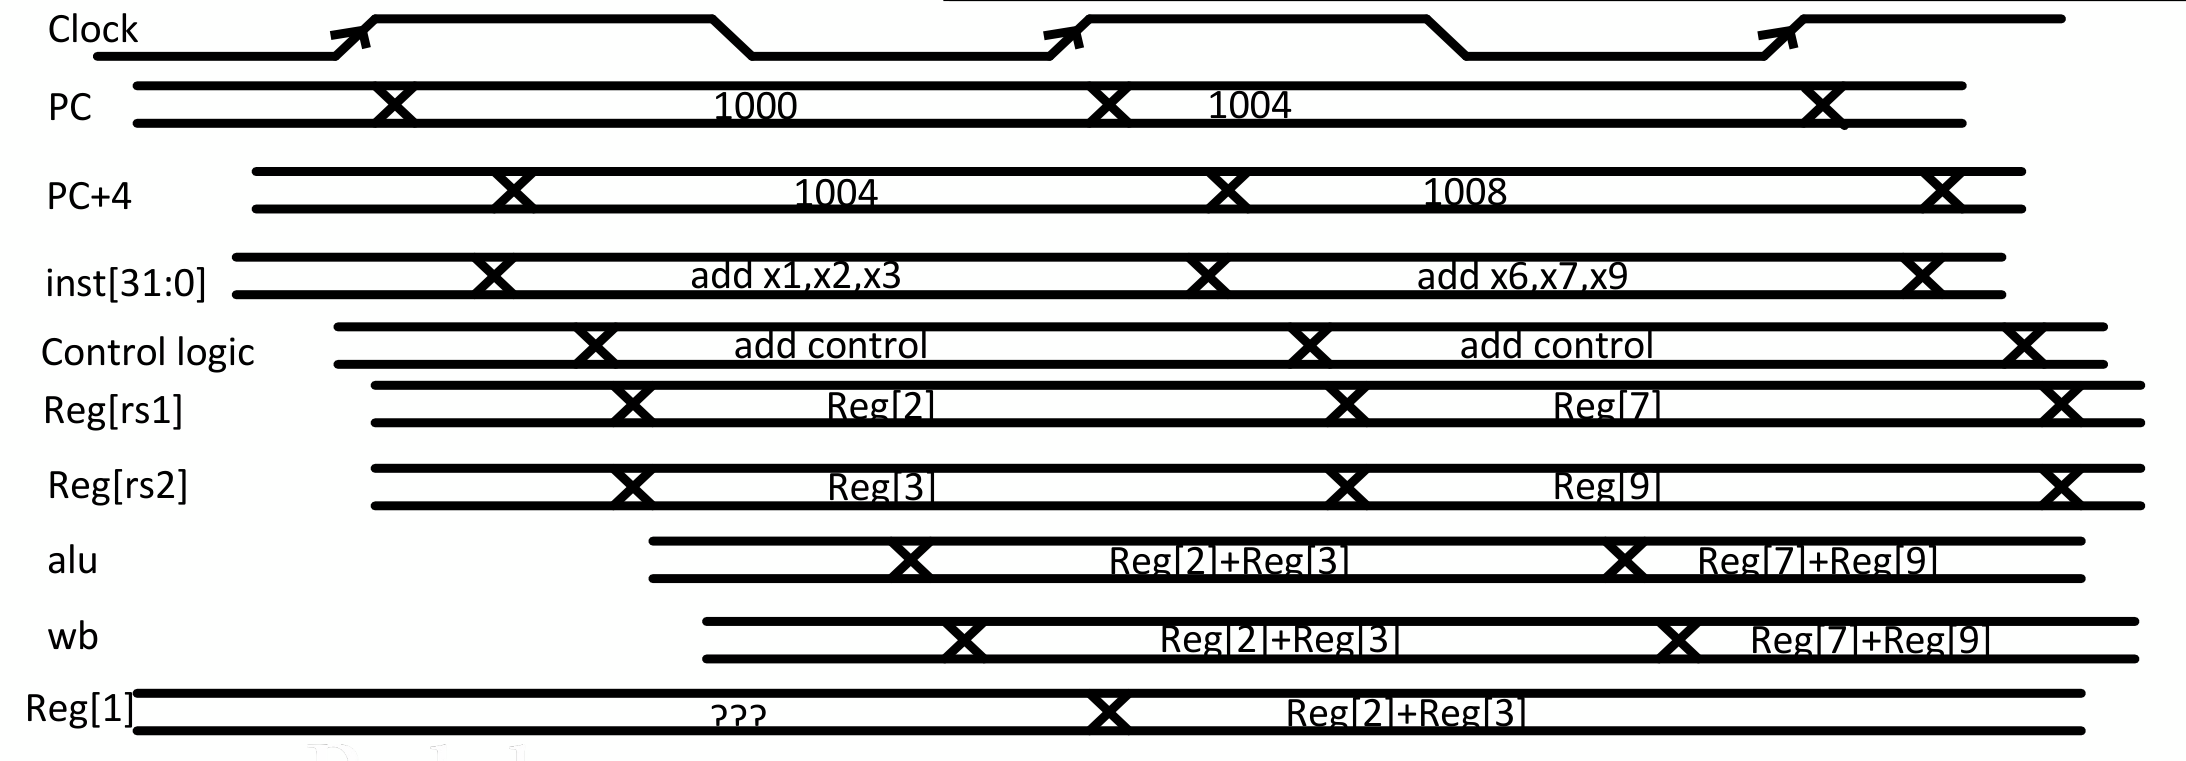 Clock
PC 1000 1004
PC+4 1004 1008
inst[31:0] add x1,x2,x3 add x6,x7,x9
Control logic add control add control
Reg[rs1] Reg[2] Reg[7]
Reg[rs2] Reg[3] Reg[9]
alu Reg[2]+Reg[3] Reg[7]+Reg[9]
wb Reg[2]+Reg[3] Reg[7]+Reg[9]
Reg[1] ??? Reg[2]+Reg[3]